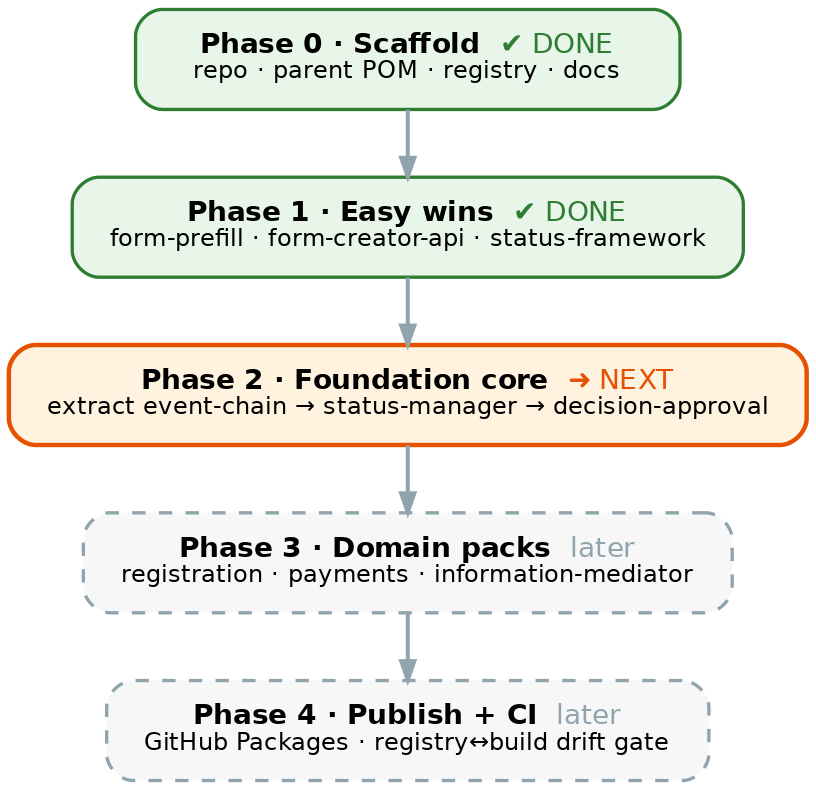 Phase 0 · Scaffold ✔ DONE
repo · parent POM · registry · docs
Phase 1 · Easy wins ✔ DONE
form-prefill · form-creator-api · status-framework
Phase 2 · Foundation core ➜ NEXT
extract event-chain → status-manager → decision-approval
Phase 3 · Domain packs later
registration · payments · information-mediator
Phase 4 · Publish + CI later
GitHub Packages · registry↔build drift gate